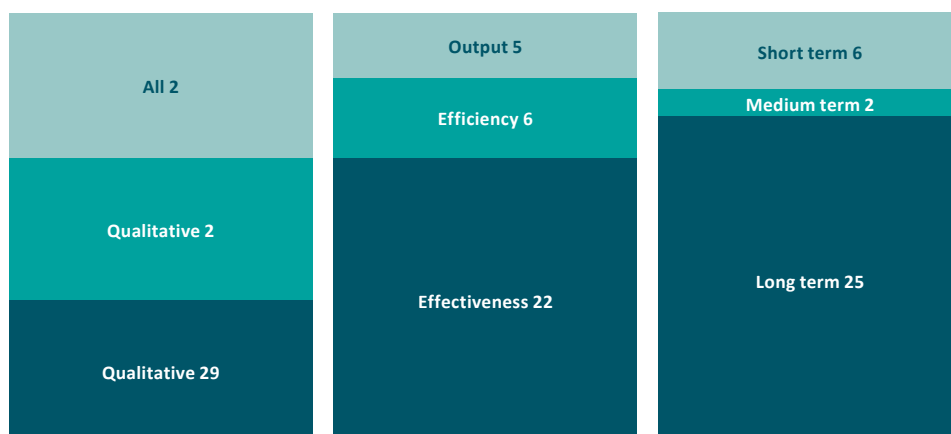 All 2
Qualitative 2
Qualitative 29
Output 5
Efficiency 6
Effectiveness 22
Short term 6
Medium term 2
Long term 25